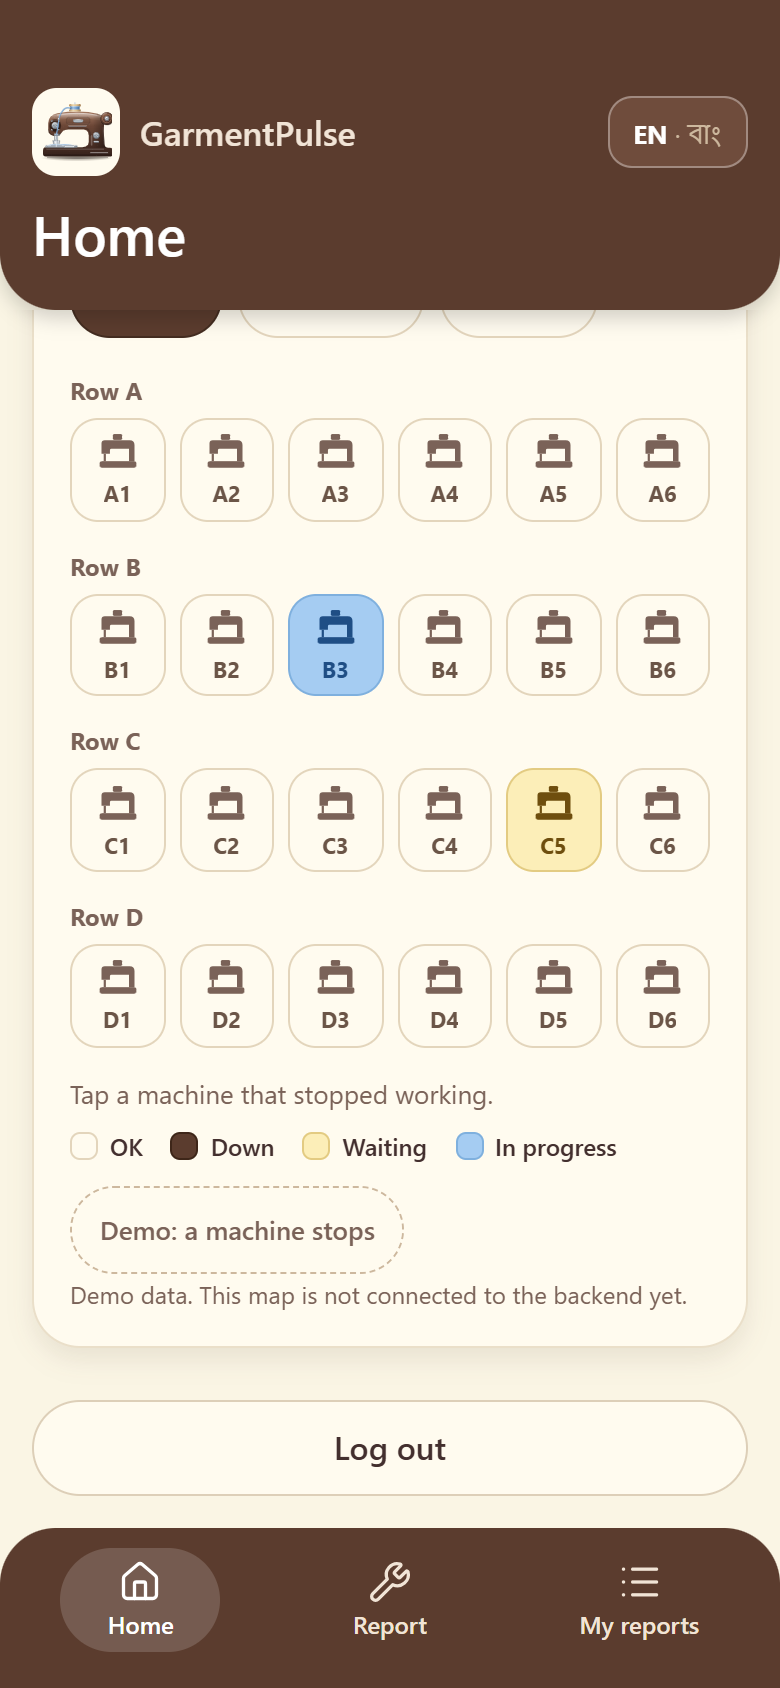 GarmentPulse
EN · বাং
Home
Row A
A1 A2 A3 A4 A5 A6
Row B
B1 B2 B3 B4 B5 B6
Row C
C1 C2 C3 C4 C5 C6
Row D
D1 D2 D3 D4 D5 D6
Tap a machine that stopped working.
OK Down Waiting In progress
Demo: a machine stops
Demo data. This map is not connected to the backend yet.
Log out
Home Report My reports